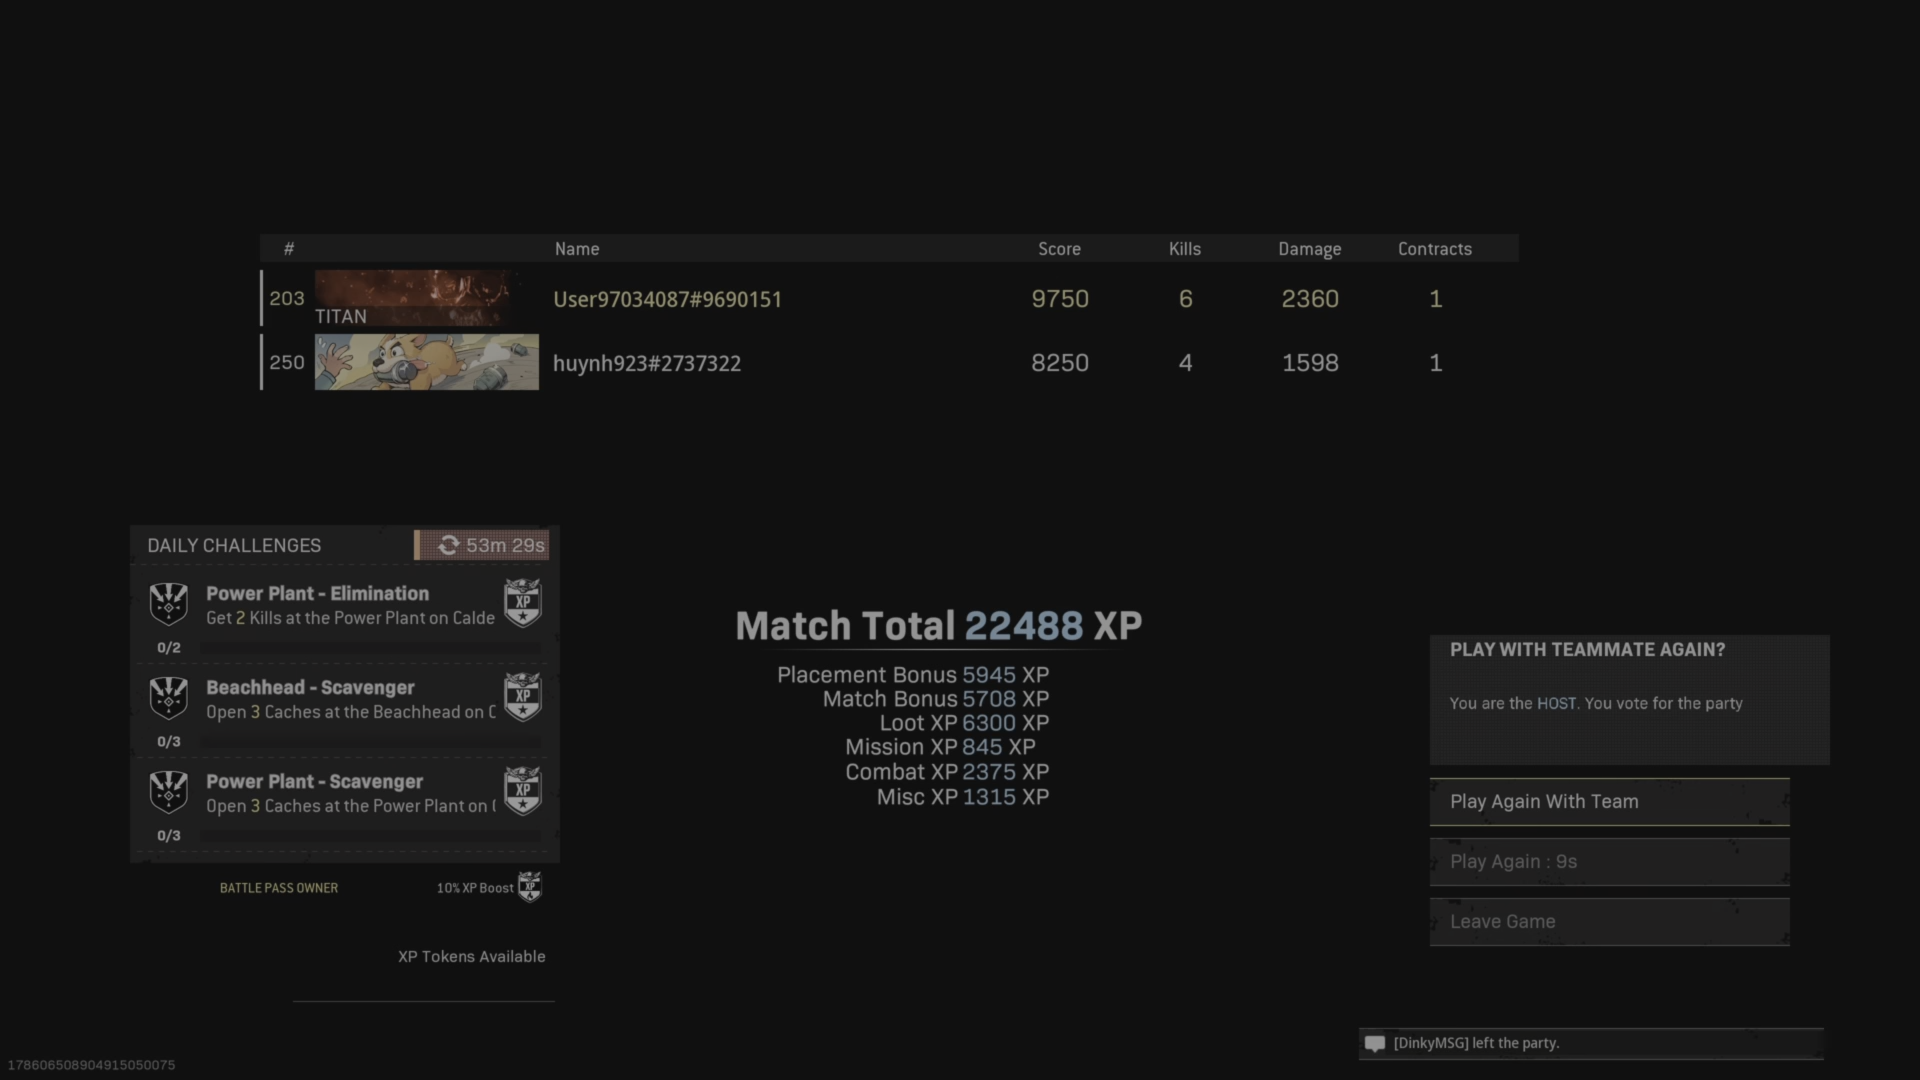 # Name Score Kills Damage Contracts
203 TITAN User97034087#9690151 9750 6 2360 1
250 huynh923#2737322 8250 4 1598 1
DAILY CHALLENGES 53m 29s
Power Plant - Elimination
Get 2 Kills at the Power Plant on Calde
XP
0/2
Beachhead - Scavenger
Open 3 Caches at the Beachhead on C
XP
0/3
Power Plant - Scavenger
Open 3 Caches at the Power Plant on (
XP
0/3
BATTLE PASS OWNER 10% XP Boost XP
XP Tokens Available
Match Total 22488 XP
Placement Bonus 5945 XP
Match Bonus 5708 XP
Loot XP 6300 XP
Mission XP 845 XP
Combat XP 2375 XP
Misc XP 1315 XP
PLAY WITH TEAMMATE AGAIN?
You are the HOST. You vote for the party
Play Again With Team
Play Again : 9s
Leave Game
[DinkyMSG] left the party.
17860650890491505​0075